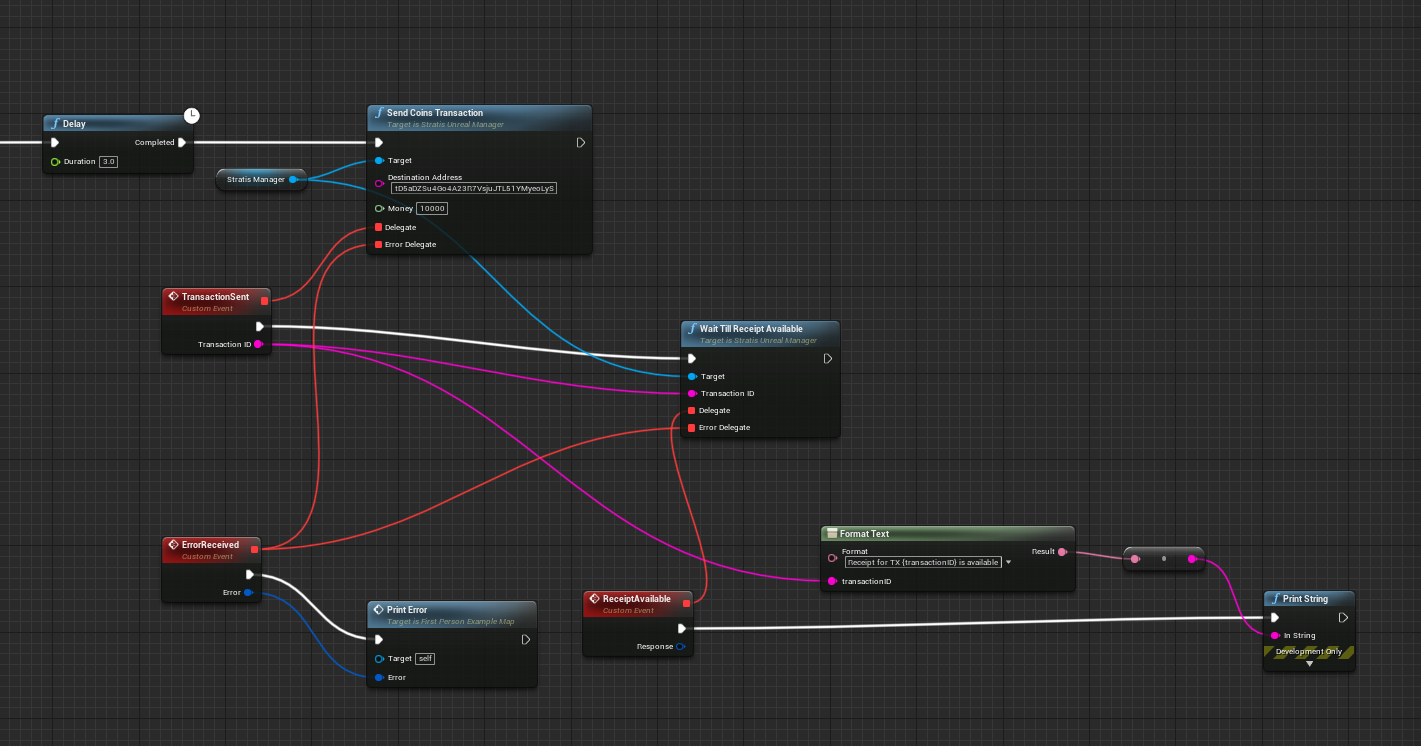 Delay
Completed
Duration 3.0
Stratis Manager
Send Coins Transaction
Target is Stratis Unreal Manager
Target
Destination Address
tD5aDZSu4Go4A23R7VsjuJTL51YMyeoLyS
Money 10000
Delegate
Error Delegate
TransactionSent
Custom Event
Transaction ID
Wait Till Receipt Available
Target is Stratis Unreal Manager
Target
Transaction ID
Delegate
Error Delegate
ErrorReceived
Custom Event
Error
Print Error
Target is First Person Example Map
Target self
Error
ReceiptAvailable
Custom Event
Response
Format Text
Format
Result
Receipt for TX {transactionID} is available
transactionID
Print String
In String
Development Only